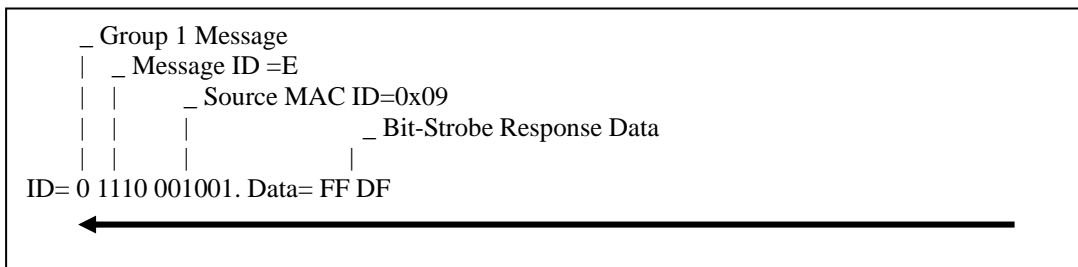 _ Group 1 Message
| _ Message ID =E
| | _ Source MAC ID=0x09
| | | _ Bit-Strobe Response Data
| | | |
ID= 0 1110 001001. Data= FF DF